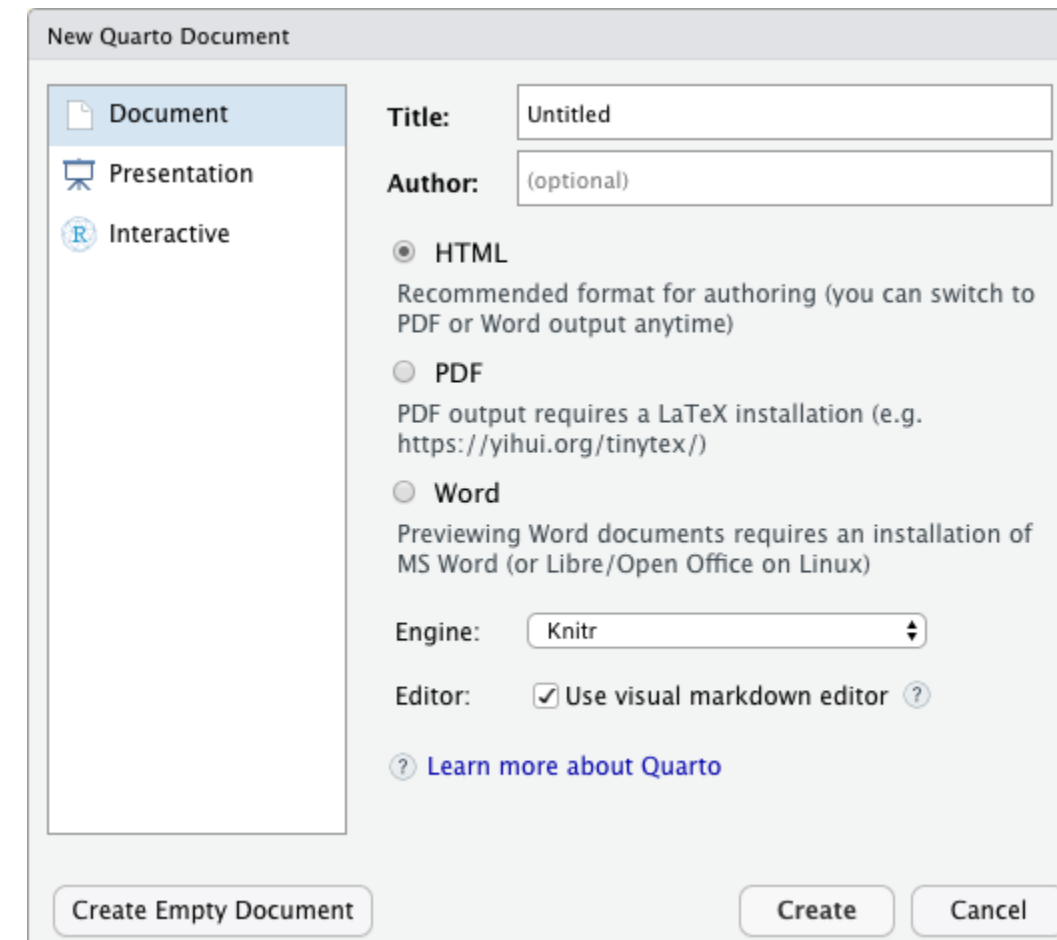 New Quarto Document
Document
Presentation
R Interactive
Title: Untitled
Author: (optional)
HTML
Recommended format for authoring (you can switch to
PDF or Word output anytime)
PDF
PDF output requires a LaTeX installation (e.g.
https://yihui.org/tinytex/)
Word
Previewing Word documents requires an installation of
MS Word (or Libre/Open Office on Linux)
Engine: Knitr
Editor: Use visual markdown editor ?
? Learn more about Quarto
Create Empty Document Create Cancel